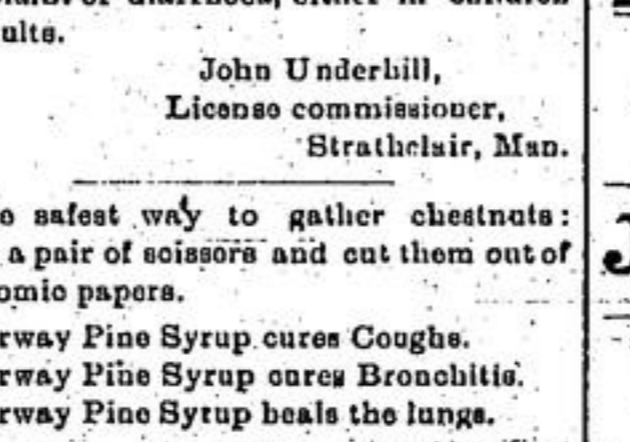 ults.
John Underhill,
License commissioner,
Strathclair, Man.
o safest way to gather chestnuts:
a pair of scissors and cut them out of
omic papers.
rway Pine Syrup cures Coughs.
rway Pine Syrup cures Bronchitis.
rway Pine Syrup heals the lungs.